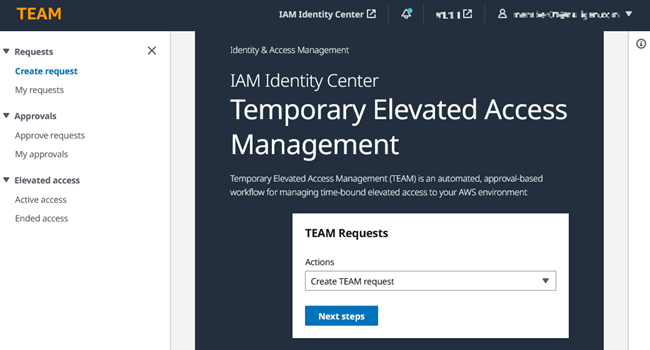 TEAM
IAM Identity Center
Requests
Create request
My requests
Approvals
Approve requests
My approvals
Elevated access
Active access
Ended access
Identity & Access Management
IAM Identity Center
Temporary Elevated Access
Management
Temporary Elevated Access Management (TEAM) is an automated, approval-based
workflow for managing time-bound elevated access to your AWS environment
TEAM Requests
Actions
Create TEAM request
Next steps